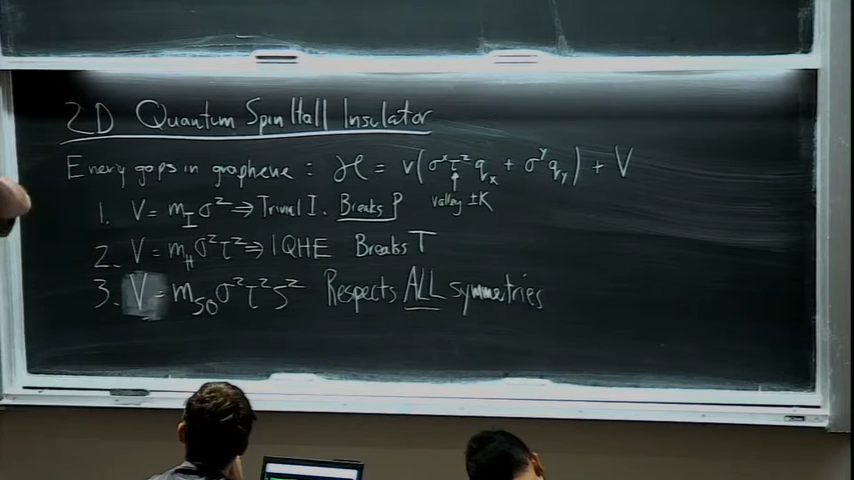 2D Quantum Spin Hall Insulator
Energy gaps in graphene : H = v(σˣτᶻqₓ + σʸq_y) + V
valley ±K
1. V = m_I σᶻ ⇒ Trivial I. Breaks P
2. V = m_H σᶻτᶻ ⇒ IQHE Breaks T
3. V = m_SO σᶻτᶻSᶻ Respects ALL symmetries